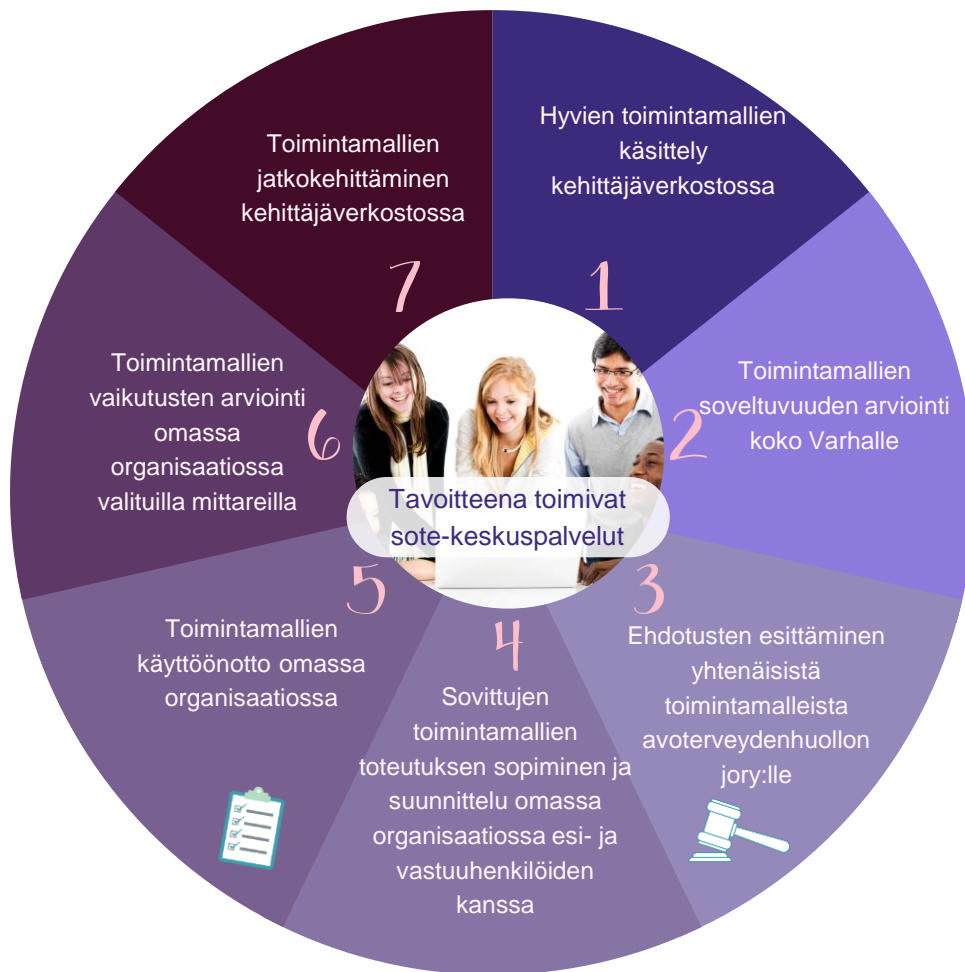 Hyvien toimintamallien
käsittely
kehittäjäverkostossa
1
Toimintamallien
soveltuvuuden arviointi
koko Varhalle
2
Ehdotusten esittäminen
yhtenäisistä
toimintamalleista
avoterveydenhuollon
jory:lle
3
Sovittujen
toimintamallien
toteutuksen sopiminen ja
suunnittelu omassa
organisaatiossa esi- ja
vastuuhenkilöiden
kanssa
4
Toimintamallien
käyttöönotto omassa
organisaatiossa
5
Toimintamallien
vaikutusten arviointi
omassa
organisaatiossa
valituilla mittareilla
6
Toimintamallien
jatkokehittäminen
kehittäjäverkostossa
7
Tavoitteena toimivat
sote-keskuspalvelut